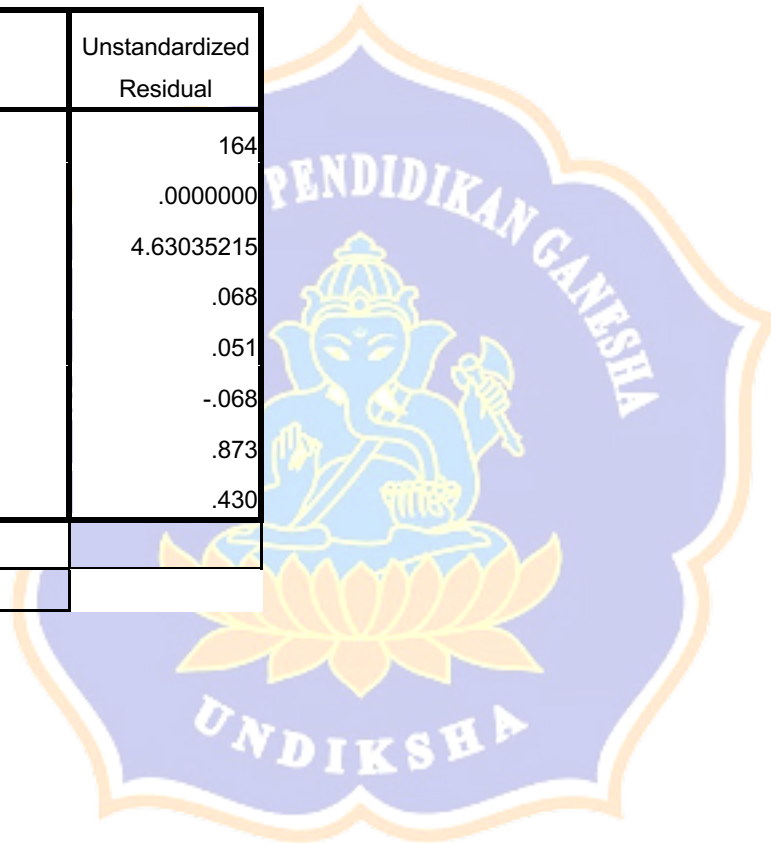 Unstandardized
Residual
164
.0000000
4.63035215
.068
.051
-.068
.873
.430
PENDIDIKAN GANESHA
UNDIKSHA